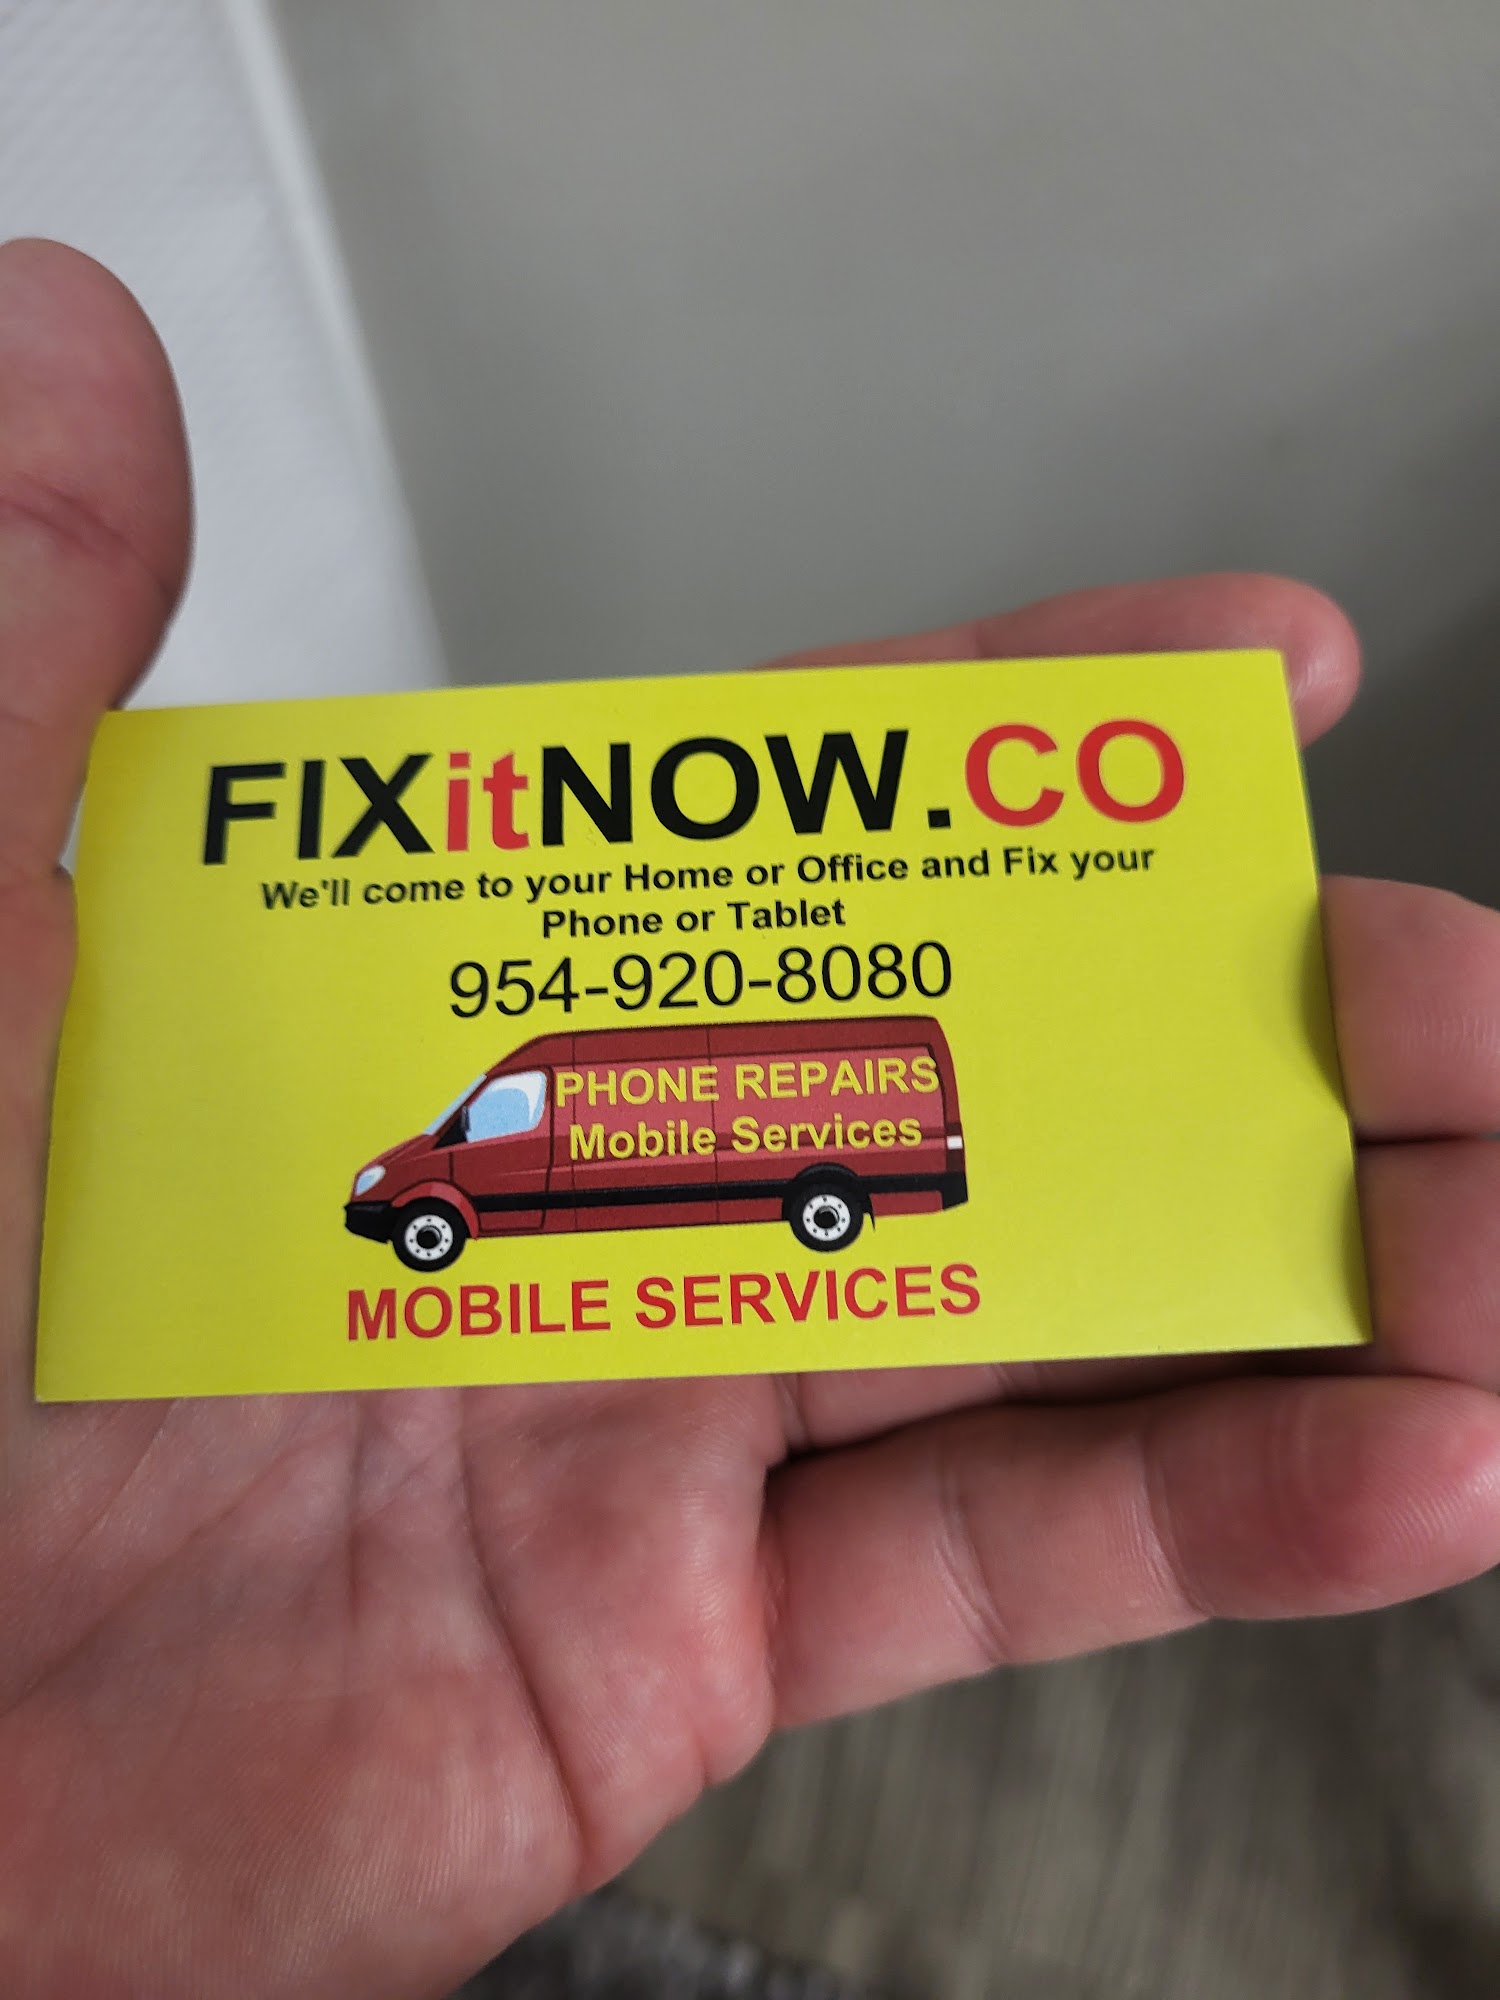 FIXitNOW.CO
We'll come to your Home or Office and Fix your
Phone or Tablet
954-920-8080
PHONE REPAIRS
Mobile Services
MOBILE SERVICES